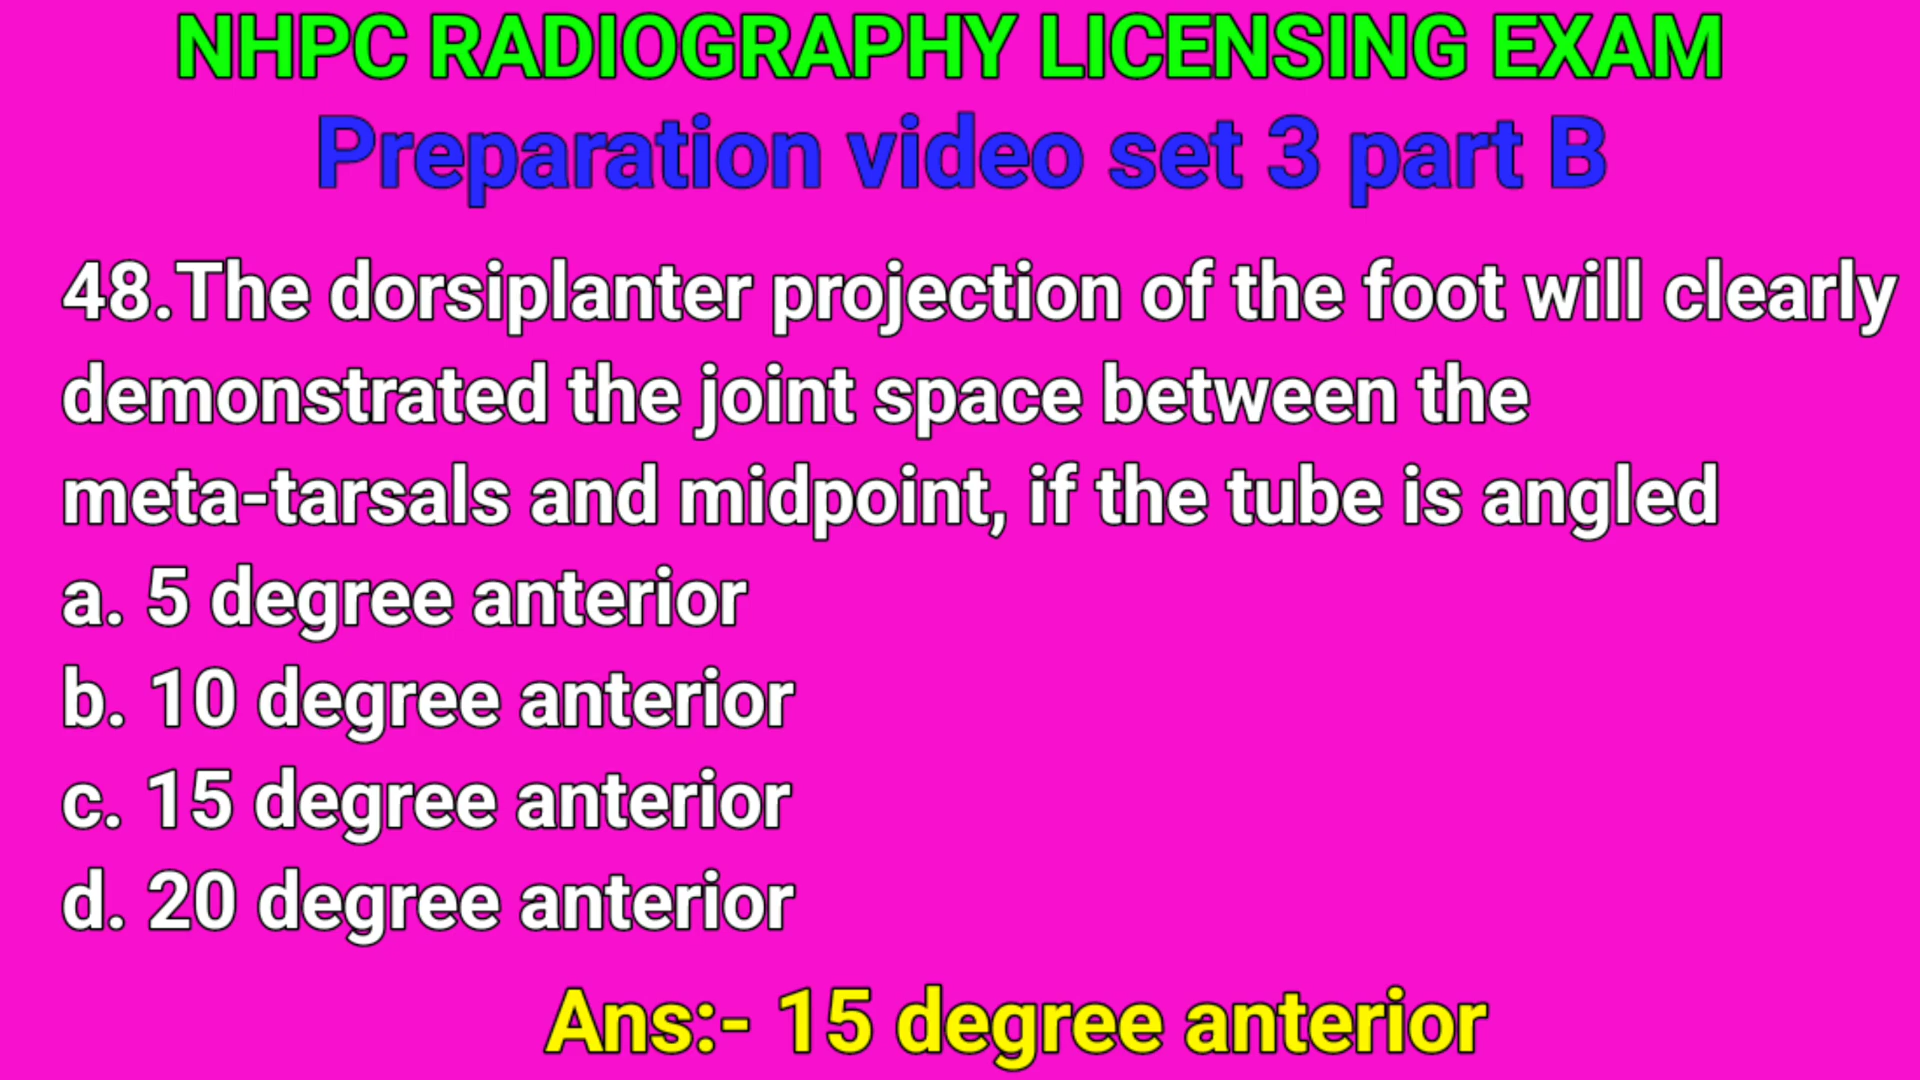 NHPC RADIOGRAPHY LICENSING EXAM
Preparation video set 3 part B
48.The dorsiplanter projection of the foot will clearly
demonstrated the joint space between the
meta-tarsals and midpoint, if the tube is angled
a. 5 degree anterior
b. 10 degree anterior
c. 15 degree anterior
d. 20 degree anterior
Ans:- 15 degree anterior